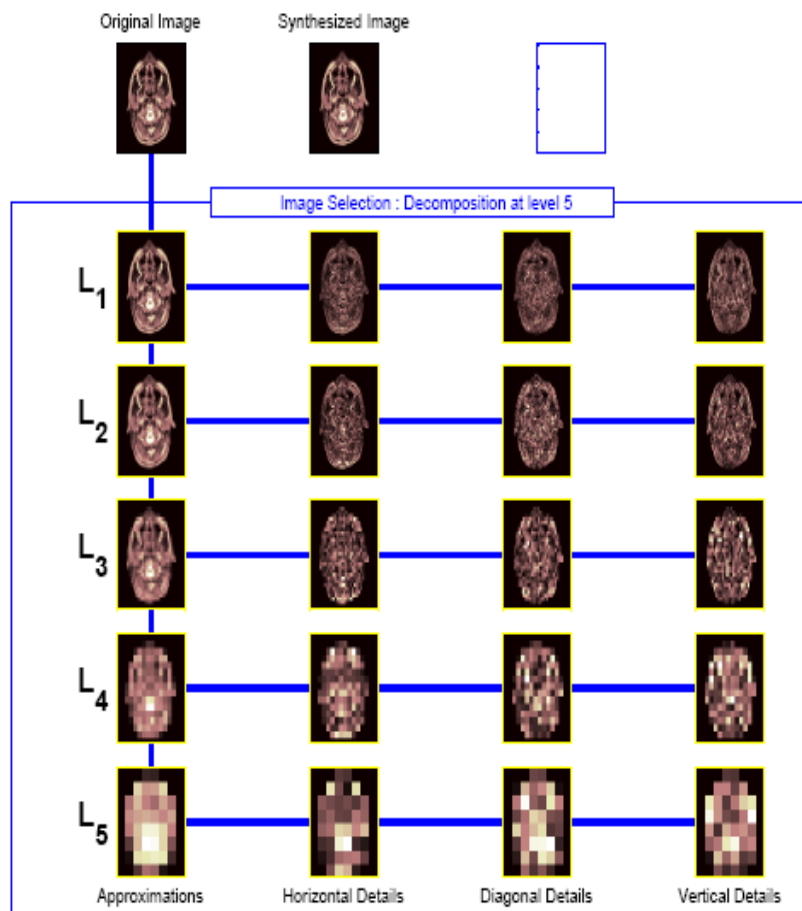 Original Image
Synthesized Image
Image Selection : Decomposition at level 5
L1
L2
L3
L4
L5
Approximations
Horizontal Details
Diagonal Details
Vertical Details